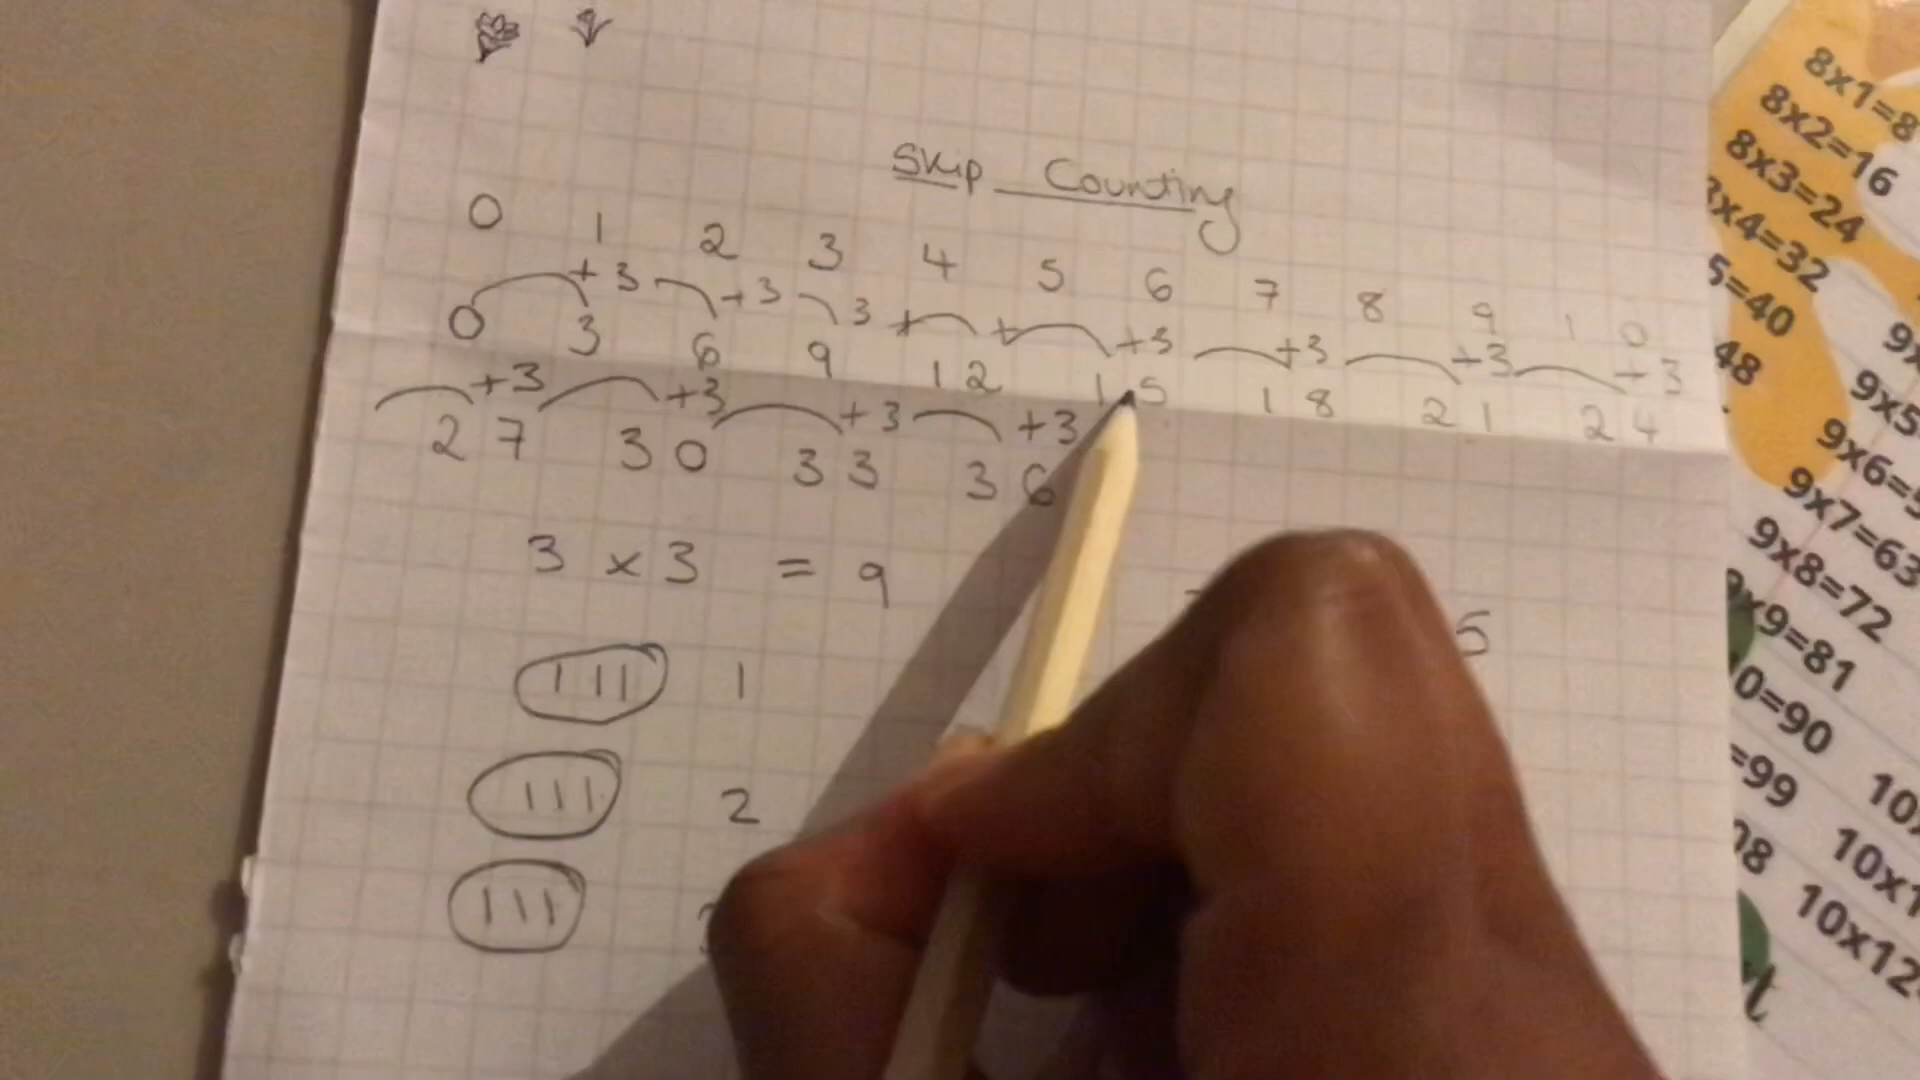 Skip Counting
0 1 2 3 4 5 6 7 8 9 10
+3 +3 3 + + +3 +3 +3 +3
0 3 6 9 12 15 18 21 24
+3 +3 +3 +3
27 30 33 36
3 x 3 = 9
5
1
2
8x1=8
8x2=16
8x3=24
x4=32
5=40
48
9x5
9x6=5
9x7=63
9x8=72
x9=81
0=90
=99
08
10x1
10x12